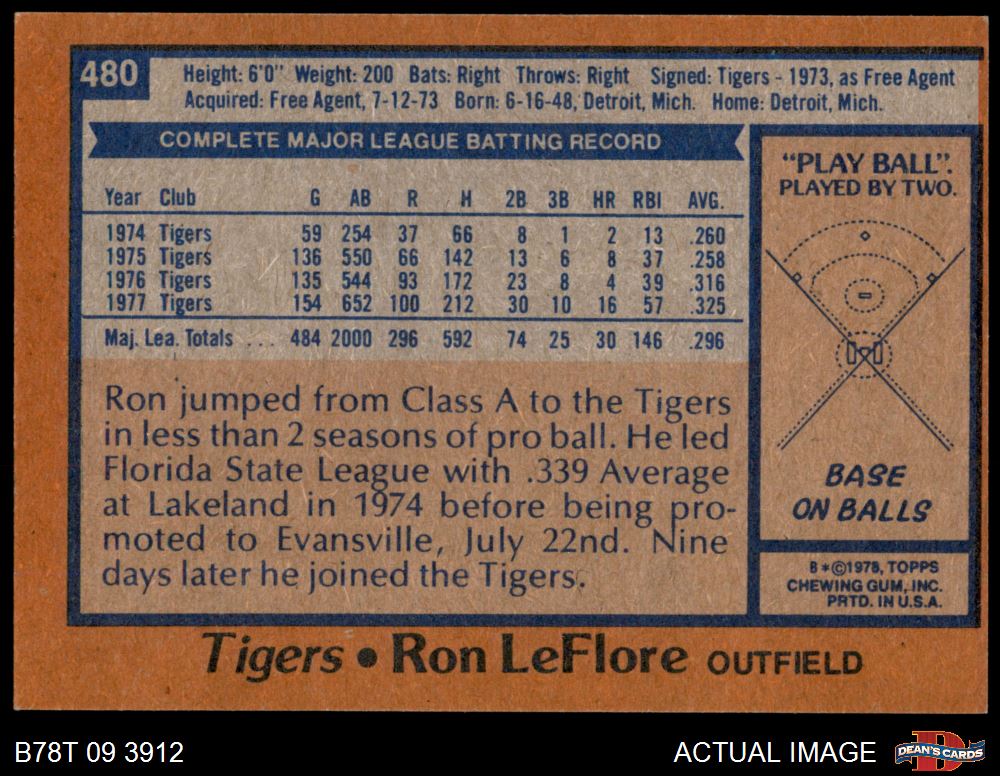 480
Height: 6'0" Weight: 200 Bats: Right Throws: Right Signed: Tigers - 1973, as Free Agent
Acquired: Free Agent, 7-12-73 Born: 6-16-48, Detroit, Mich. Home: Detroit, Mich.
COMPLETE MAJOR LEAGUE BATTING RECORD
Year Club G AB R H 2B 3B HR RBI AVG.
1974 Tigers 59 254 37 66 8 1 2 13 .260
1975 Tigers 136 550 66 142 13 6 8 37 .258
1976 Tigers 135 544 93 172 23 8 4 39 .316
1977 Tigers 154 652 100 212 30 10 16 57 .325
Maj. Lea. Totals ... 484 2000 296 592 74 25 30 146 .296
Ron jumped from Class A to the Tigers
in less than 2 seasons of pro ball. He led
Florida State League with .339 Average
at Lakeland in 1974 before being pro-
moted to Evansville, July 22nd. Nine
days later he joined the Tigers.
"PLAY BALL".
PLAYED BY TWO.
BASE
ON BALLS
B*©1978, TOPPS
CHEWING GUM, INC.
PRTD. IN U.S.A.
Tigers • Ron LeFlore OUTFIELD
B78T 09 3912
ACTUAL IMAGE
DEAN'S CARDS